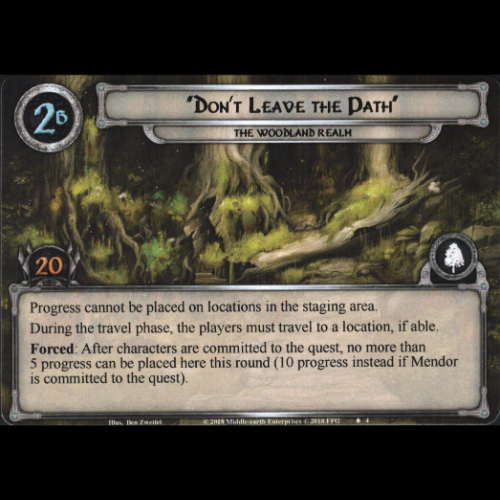 2B
"Don't Leave the Path"
The Woodland Realm
20
Progress cannot be placed on locations in the staging area.
During the travel phase, the players must travel to a location, if able.
Forced: After characters are committed to the quest, no more than
5 progress can be placed here this round (10 progress instead if Mendor
is committed to the quest).
Illus. Ben Zweifel © 2018 Middle-earth Enterprises © 2018 FFG 4